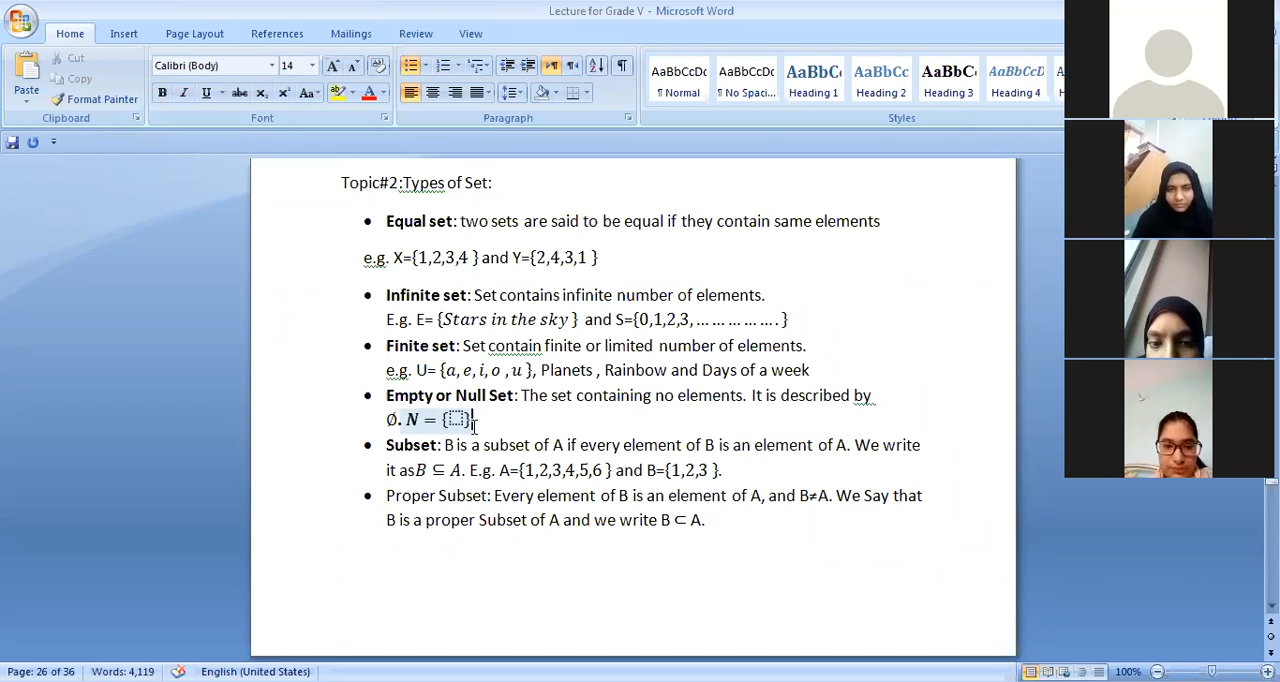 Lecture for Grade V - Microsoft Word
Home Insert Page Layout References Mailings Review View
Cut
Copy
Format Painter
Paste
Calibri (Body) 14
AaBbCcDc AaBbCcDc AaBbC AaBbCc AaBbCc AaBbCcD
¶ Normal ¶ No Spaci... Heading 1 Heading 2 Heading 3 Heading 4
Clipboard Font Paragraph Styles
Topic#2:Types of Set:
• Equal set: two sets are said to be equal if they contain same elements
e.g. X={1,2,3,4 } and Y={2,4,3,1 }
• Infinite set: Set contains infinite number of elements.
E.g. E= {Stars in the sky } and S={0,1,2,3, … … … … …. }
• Finite set: Set contain finite or limited number of elements.
e.g. U= {a, e, i, o , u }, Planets , Rainbow and Days of a week
• Empty or Null Set: The set containing no elements. It is described by
∅. N = {⬚}
• Subset: B is a subset of A if every element of B is an element of A. We write
it asB ⊆ A. E.g. A={1,2,3,4,5,6 } and B={1,2,3 }.
• Proper Subset: Every element of B is an element of A, and B≠A. We Say that
B is a proper Subset of A and we write B ⊂ A.
Page: 26 of 36 Words: 4,119 English (United States) 100%